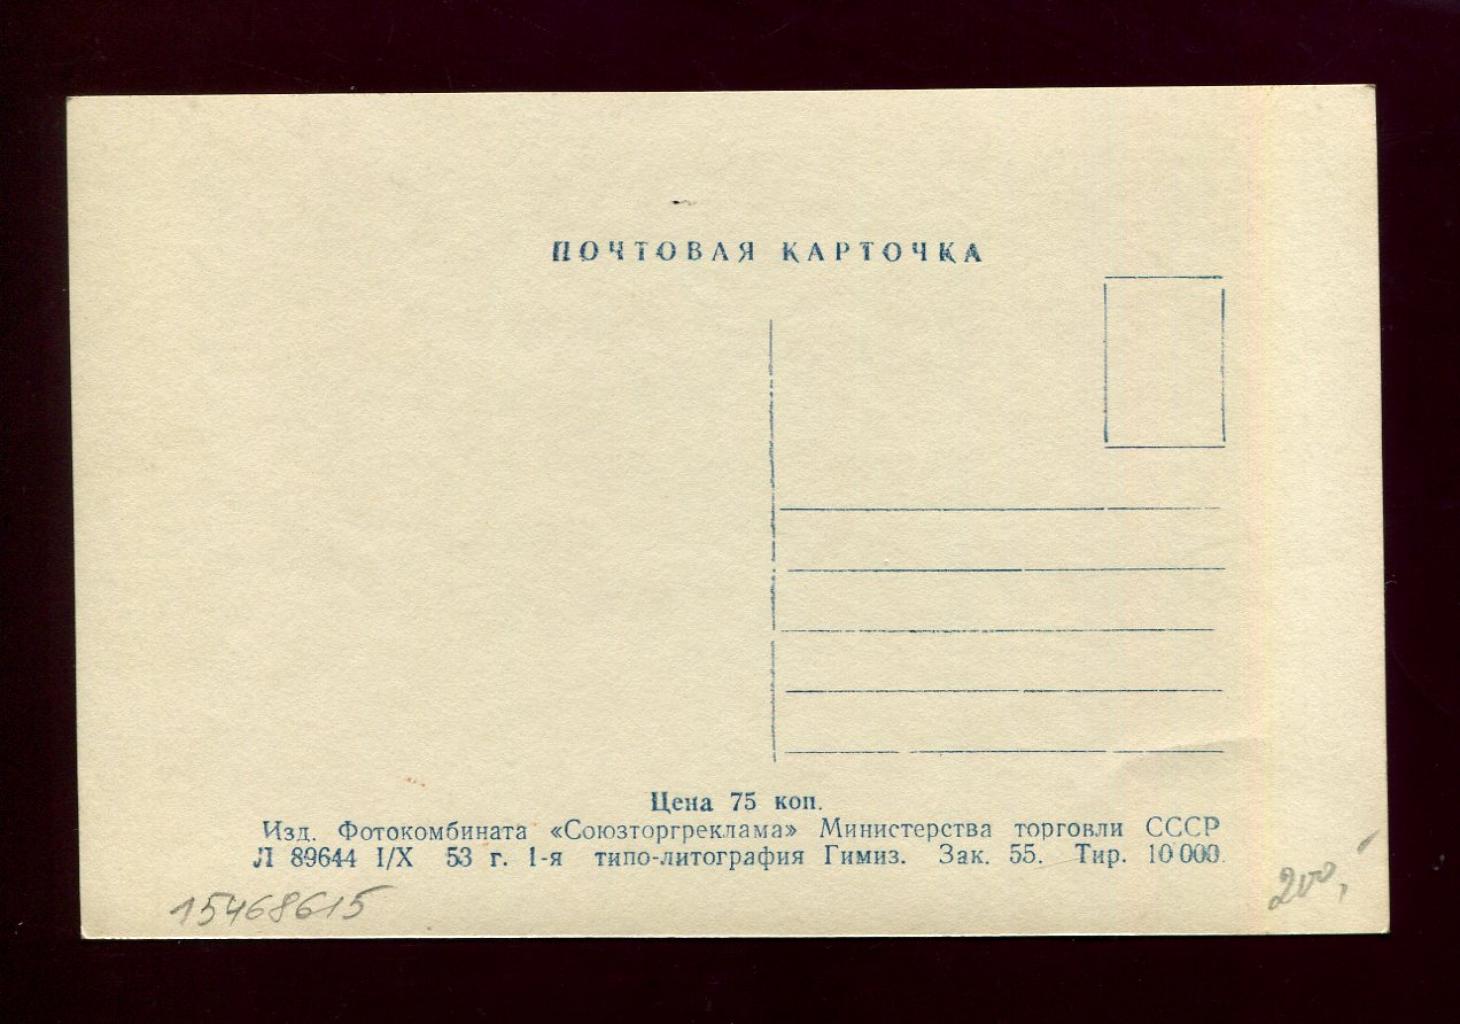 ПОЧТОВАЯ КАРТОЧКА
Цена 75 коп.
Изд. Фотокомбината «Союзторгреклама» Министерства торговли СССР
Л 89644 I/X 53 г. 1-я типо-литография Гимиз. Зак. 55. Тир. 10 000.
15468615
200,-